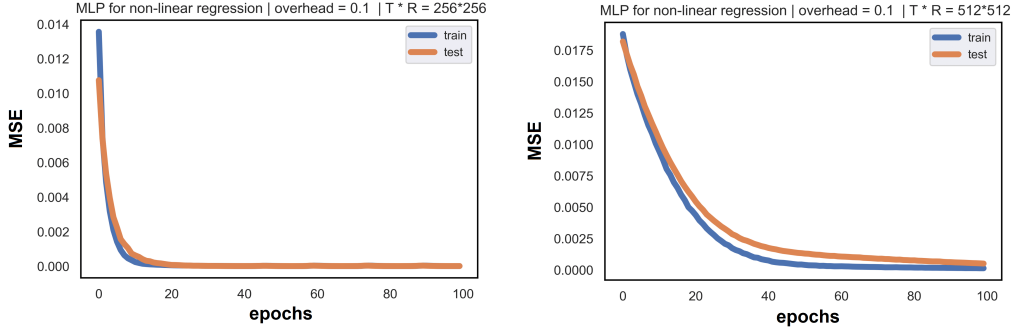 MLP for non-linear regression | overhead = 0.1 | T * R = 256*256
0.014
0.012
0.010
0.008
0.006
0.004
0.002
0.000
MSE
train
test
0
20
40
60
80
100
epochs
MLP for non-linear regression | overhead = 0.1 | T * R = 512*512
0.0175
0.0150
0.0125
0.0100
0.0075
0.0050
0.0025
0.0000
MSE
train
test
0
20
40
60
80
100
epochs